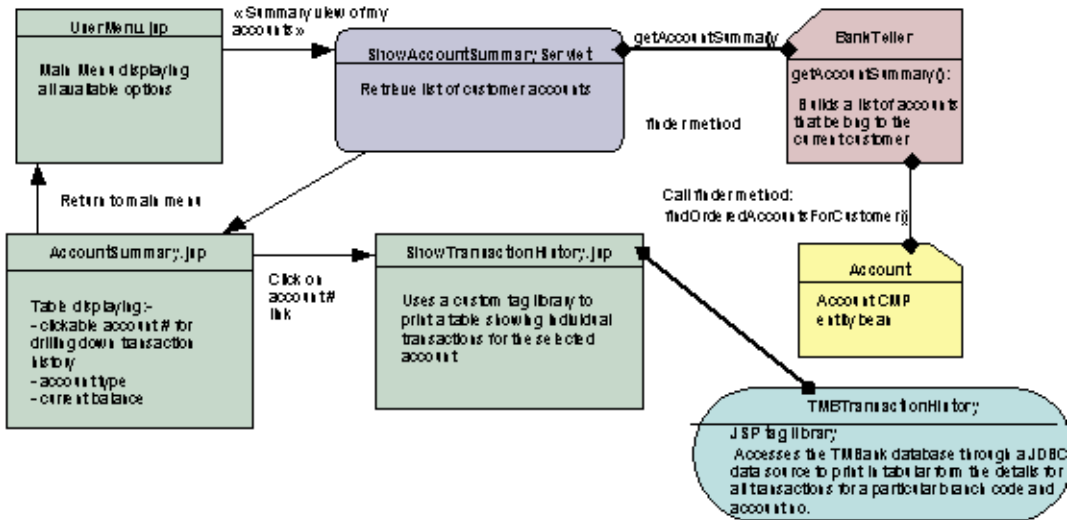 UserMenu.jsp
Main Menu displaying
all available options
« Summary view of my
accounts »
ShowAccountSummary Servlet
Retrieve list of customer accounts
getAccountSummary
BankTeller
getAccountSummary():
Builds a list of accounts
that belong to the
current customer
finder method
Call finder method:
findOrderedAccountsForCustomer()
Return to main menu
AccountSummary.jsp
Table displaying:-
- clickable account # for
drilling down transaction
history
- account type
- current balance
Click on
account #
link
ShowTransactionHistory.jsp
Uses a custom tag library to
print a table showing individual
transactions for the selected
account
Account
Account CMP
entity bean
TMBTransactionHistory
JSP tag library
Accesses the TMBank database through a JDBC
data source to print in tabular form the details for
all transactions for a particular branch code and
account no.